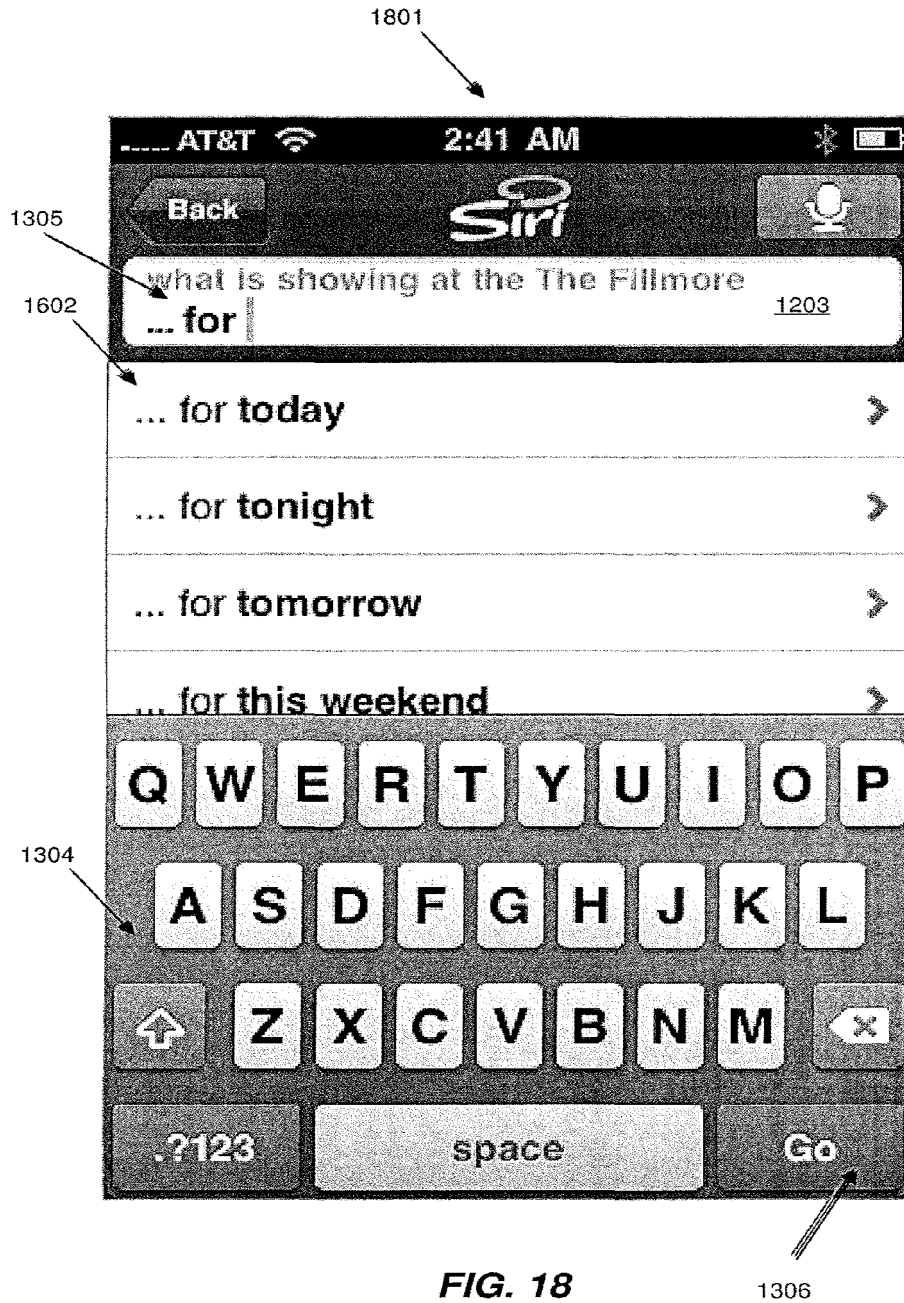 1801
..... AT&T 2:41 AM
Back Siri
1305
what is showing at the The Fillmore
1602
... for
1203
... for today
... for tonight
... for tomorrow
... for this weekend
Q W E R T Y U I O P
1304
A S D F G H J K L
Z X C V B N M
.?123 space Go
FIG. 18
1306